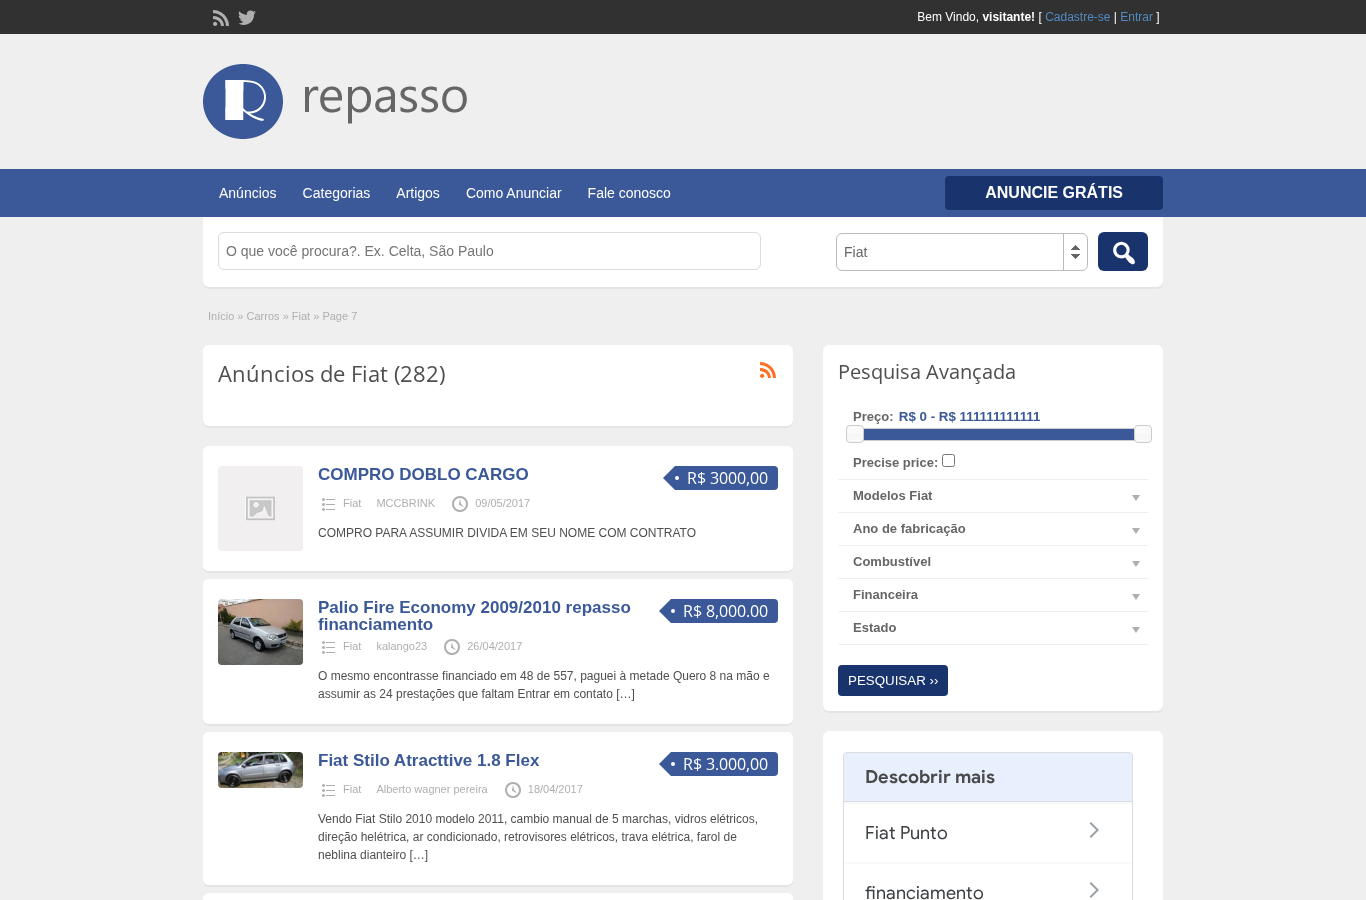 Bem Vindo, visitante! [ Cadastre-se | Entrar ]
R repasso
Anúncios Categorias Artigos Como Anunciar Fale conosco ANUNCIE GRÁTIS
O que você procura?. Ex. Celta, São Paulo Fiat
Início » Carros » Fiat » Page 7
Anúncios de Fiat (282)
COMPRO DOBLO CARGO R$ 3000,00
Fiat MCCBRINK 09/05/2017
COMPRO PARA ASSUMIR DIVIDA EM SEU NOME COM CONTRATO
Palio Fire Economy 2009/2010 repasso
financiamento
R$ 8,000.00
Fiat kalango23 26/04/2017
O mesmo encontrasse financiado em 48 de 557, paguei à metade Quero 8 na mão e
assumir as 24 prestações que faltam Entrar em contato […]
Fiat Stilo Atracttive 1.8 Flex R$ 3.000,00
Fiat Alberto wagner pereira 18/04/2017
Vendo Fiat Stilo 2010 modelo 2011, cambio manual de 5 marchas, vidros elétricos,
direção helétrica, ar condicionado, retrovisores elétricos, trava elétrica, farol de
neblina dianteiro […]
Pesquisa Avançada
Preço: R$ 0 - R$ 111111111111
Precise price:
Modelos Fiat
Ano de fabricação
Combustível
Financeira
Estado
PESQUISAR ››
Descobrir mais
Fiat Punto
financiamento